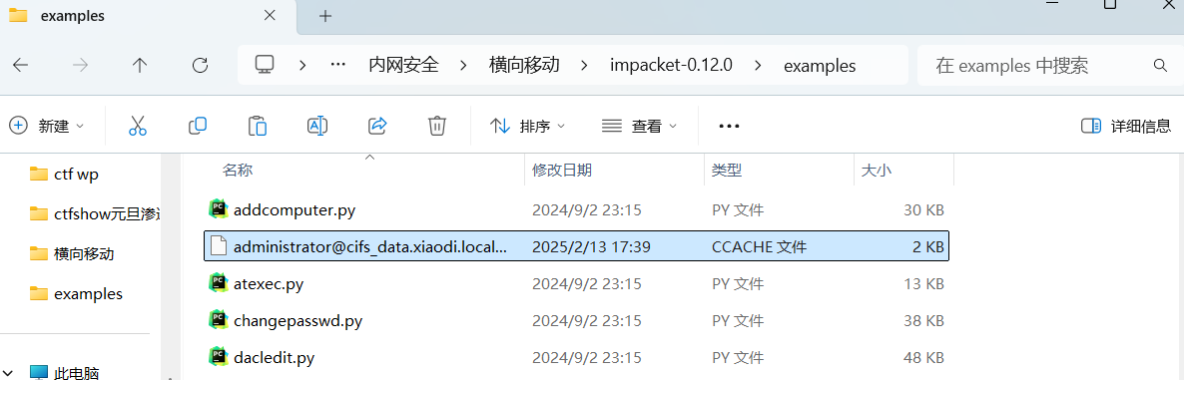 examples
内网安全 > 横向移动 > impacket-0.12.0 > examples 在 examples 中搜索
新建 排序 查看 详细信息
名称 修改日期 类型 大小
ctf wp
ctfshow元旦渗
横向移动
examples
此电脑
addcomputer.py 2024/9/2 23:15 PY 文件 30 KB
administrator@cifs_data.xiaodi.local... 2025/2/13 17:39 CCACHE 文件 2 KB
atexec.py 2024/9/2 23:15 PY 文件 13 KB
changepasswd.py 2024/9/2 23:15 PY 文件 38 KB
dacledit.py 2024/9/2 23:15 PY 文件 48 KB